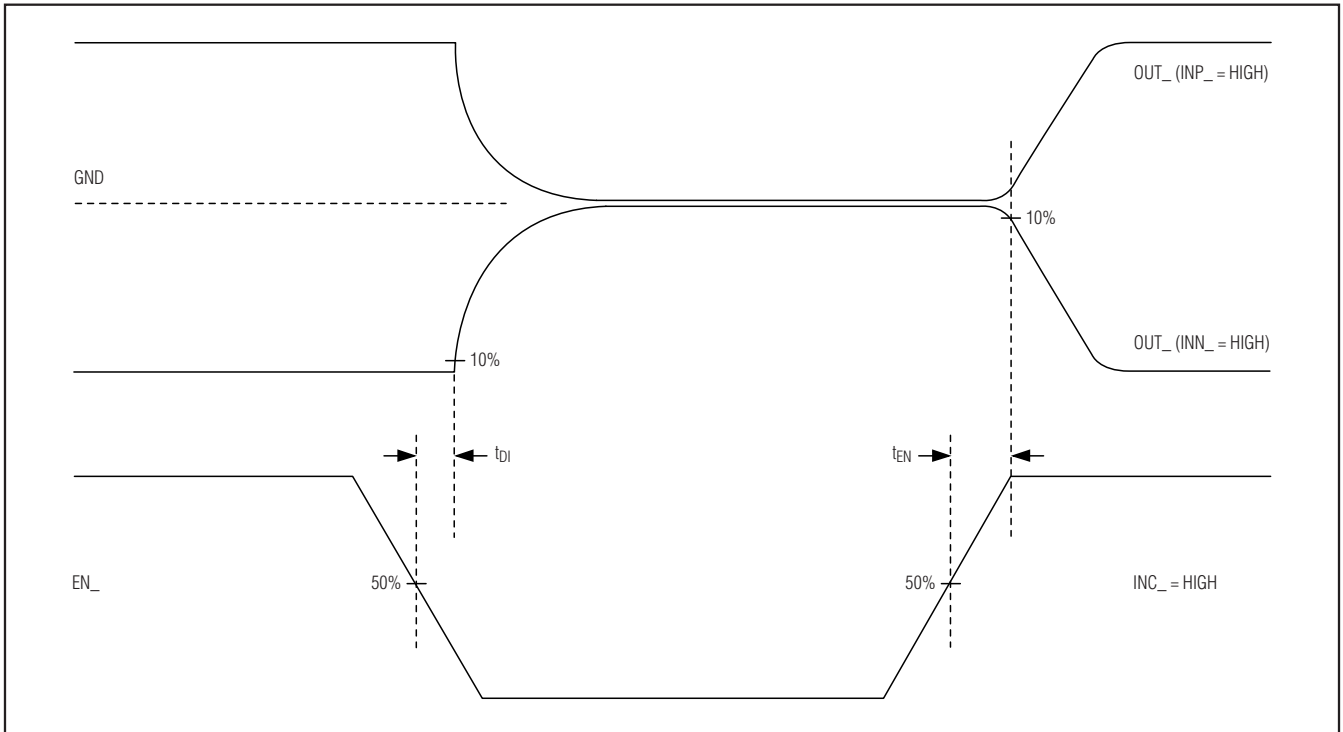 OUT_ (INP_ = HIGH)
GND
10%
OUT_ (INN_ = HIGH)
10%
tDI
tEN
EN_
50%
50%
INC_ = HIGH